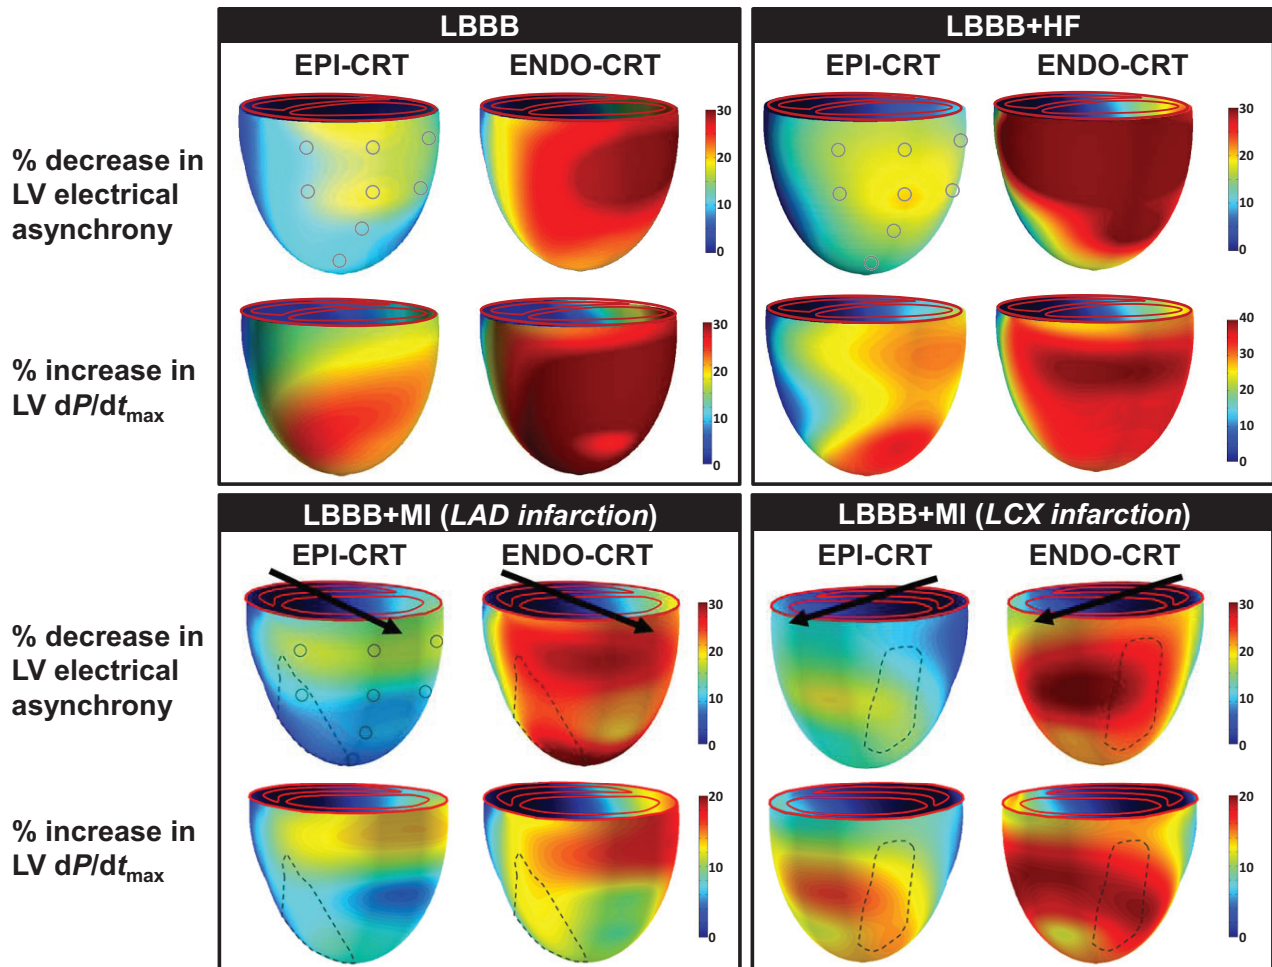 LBBB
EPI-CRT ENDO-CRT
% decrease in
LV electrical
asynchrony
30
20
10
0
% increase in
LV dP/dtmax
30
20
10
0
LBBB+HF
EPI-CRT ENDO-CRT
30
20
10
0
40
30
20
10
0
LBBB+MI (LAD infarction)
EPI-CRT ENDO-CRT
% decrease in
LV electrical
asynchrony
30
20
10
0
% increase in
LV dP/dtmax
20
10
0
LBBB+MI (LCX infarction)
EPI-CRT ENDO-CRT
30
20
10
0
20
10
0